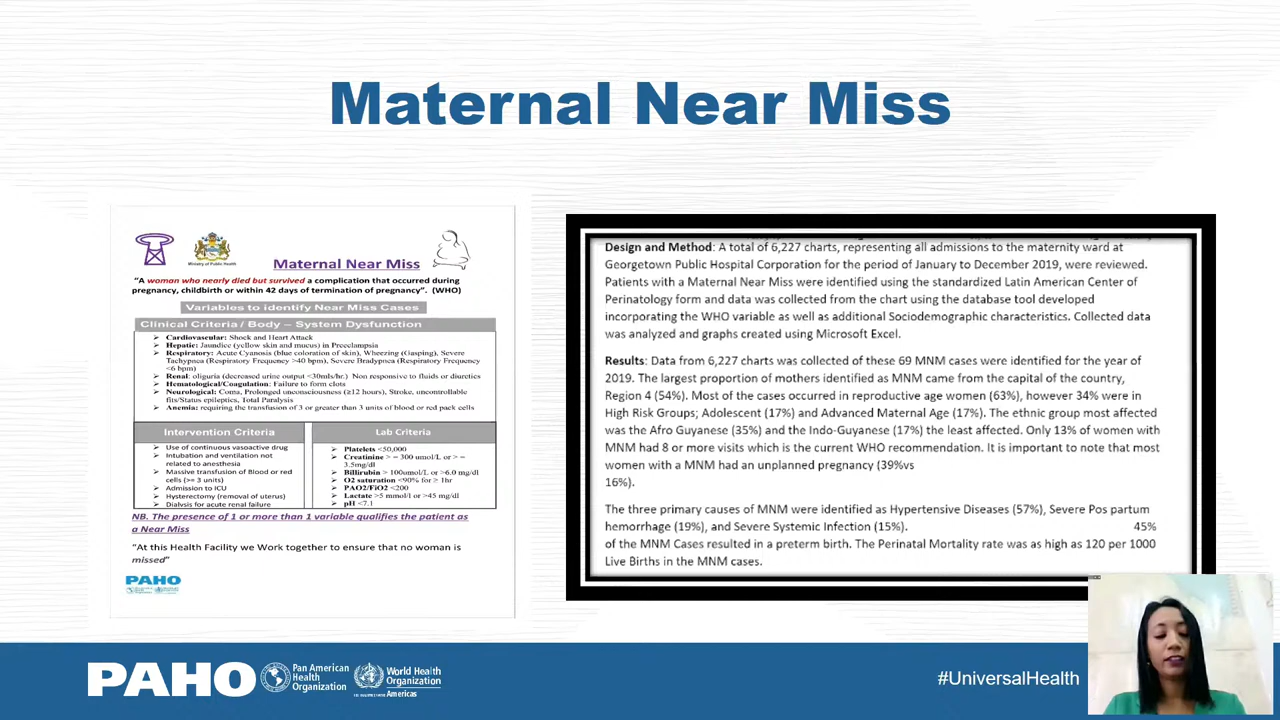 Maternal Near Miss
Ministry of Public Health
Maternal Near Miss
“A woman who nearly died but survived a complication that occurred during
pregnancy, childbirth or within 42 days of termination of pregnancy”. (WHO)
Variables to identify Near Miss Cases
Clinical Criteria / Body – System Dysfunction
➢ Cardiovascular: Shock and Heart Attack
➢ Hepatic: Jaundice (yellow skin and mucus) in Preeclampsia
➢ Respiratory: Acute Cyanosis (blue coloration of skin), Wheezing (Gasping), Severe
Tachypnea (Respiratory Frequency >40 bpm), Severe Bradypnea (Respiratory Frequency
<6 bpm)
➢ Renal: oliguria (decreased urine output <30mls/hr.) Non responsive to fluids or diuretics
➢ Hematological/Coagulation: Failure to form clots
➢ Neurological: Coma, Prolonged unconsciousness (≥12 hours), Stroke, uncontrollable
fits/Status epileptics, Total Paralysis
➢ Anemia: requiring the transfusion of 3 or greater than 3 units of blood or red pack cells
Intervention Criteria
➢ Use of continuous vasoactive drug
➢ Intubation and ventilation not
related to anesthesia
➢ Massive transfusion of Blood or red
cells (>= 3 units)
➢ Admission to ICU
➢ Hysterectomy (removal of uterus)
➢ Dialysis for acute renal failure
Lab Criteria
➢ Platelets <50,000
➢ Creatinine > = 300 umol/L or > =
3.5mg/dl
➢ Billirubin > 100umol/L or >6.0 mg/dl
➢ O2 saturation <90% for ≥ 1hr
➢ PAO2/FiO2 <200
➢ Lactate >5 mmol/l or >45 mg/dl
➢ pH <7.1
NB. The presence of 1 or more than 1 variable qualifies the patient as
a Near Miss
“At this Health Facility we Work together to ensure that no woman is
missed”
PAHO
Design and Method: A total of 6,227 charts, representing all admissions to the maternity ward at
Georgetown Public Hospital Corporation for the period of January to December 2019, were reviewed.
Patients with a Maternal Near Miss were identified using the standardized Latin American Center of
Perinatology form and data was collected from the chart using the database tool developed
incorporating the WHO variable as well as additional Sociodemographic characteristics. Collected data
was analyzed and graphs created using Microsoft Excel.
Results: Data from 6,227 charts was collected of these 69 MNM cases were identified for the year of
2019. The largest proportion of mothers identified as MNM came from the capital of the country,
Region 4 (54%). Most of the cases occurred in reproductive age women (63%), however 34% were in
High Risk Groups; Adolescent (17%) and Advanced Maternal Age (17%). The ethnic group most affected
was the Afro Guyanese (35%) and the Indo-Guyanese (17%) the least affected. Only 13% of women with
MNM had 8 or more visits which is the current WHO recommendation. It is important to note that most
women with a MNM had an unplanned pregnancy (39%vs
16%).
The three primary causes of MNM were identified as Hypertensive Diseases (57%), Severe Pos partum
hemorrhage (19%), and Severe Systemic Infection (15%). 45%
of the MNM Cases resulted in a preterm birth. The Perinatal Mortality rate was as high as 120 per 1000
Live Births in the MNM cases.
PAHO
Pan American
Health
Organization
World Health
Organization
Americas
#UniversalHealth